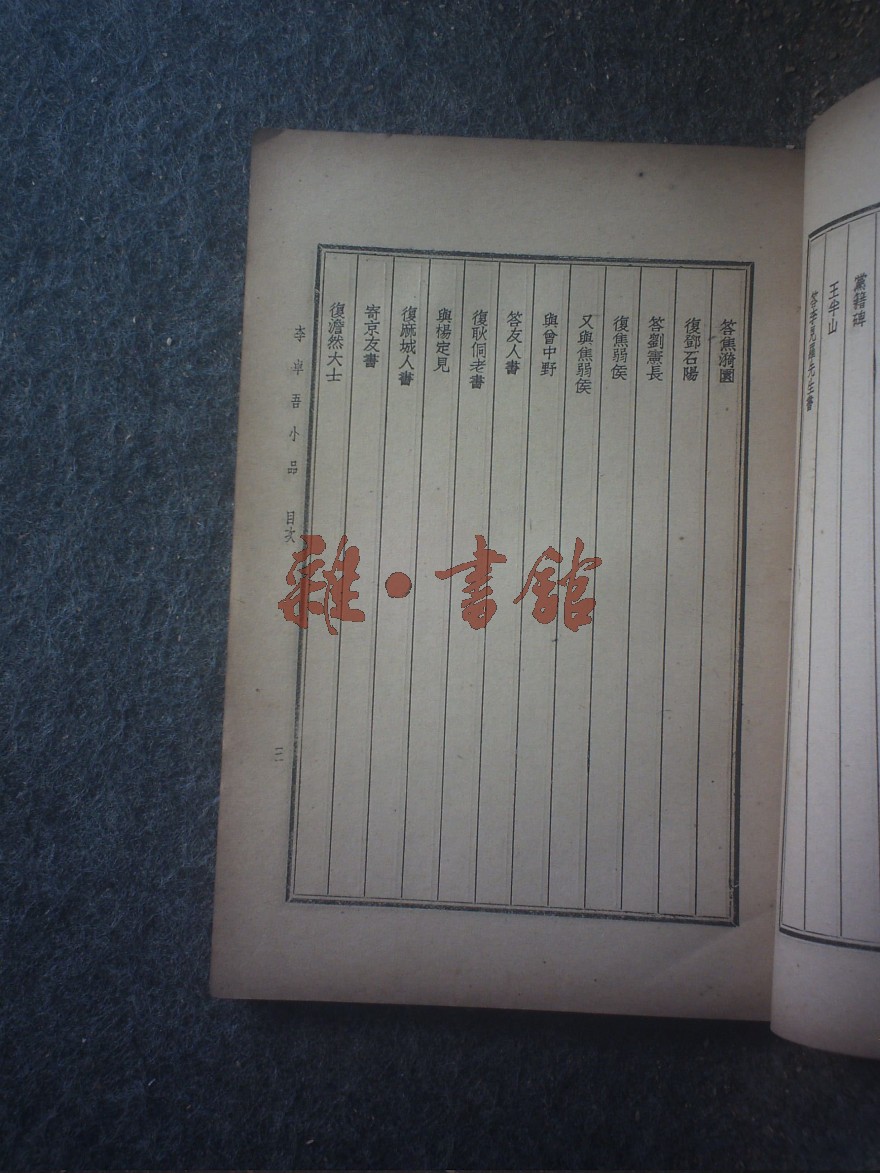 黨籍碑
王半山
答李見羅先生書
答焦漪園
復鄧石陽
答劉憲長
復焦弱侯
又與焦弱侯
與曾中野
答友人書
復耿侗老書
與楊定見
復麻城人書
寄京友書
復澹然大士
李卓吾小品 目次
二
雜·書館